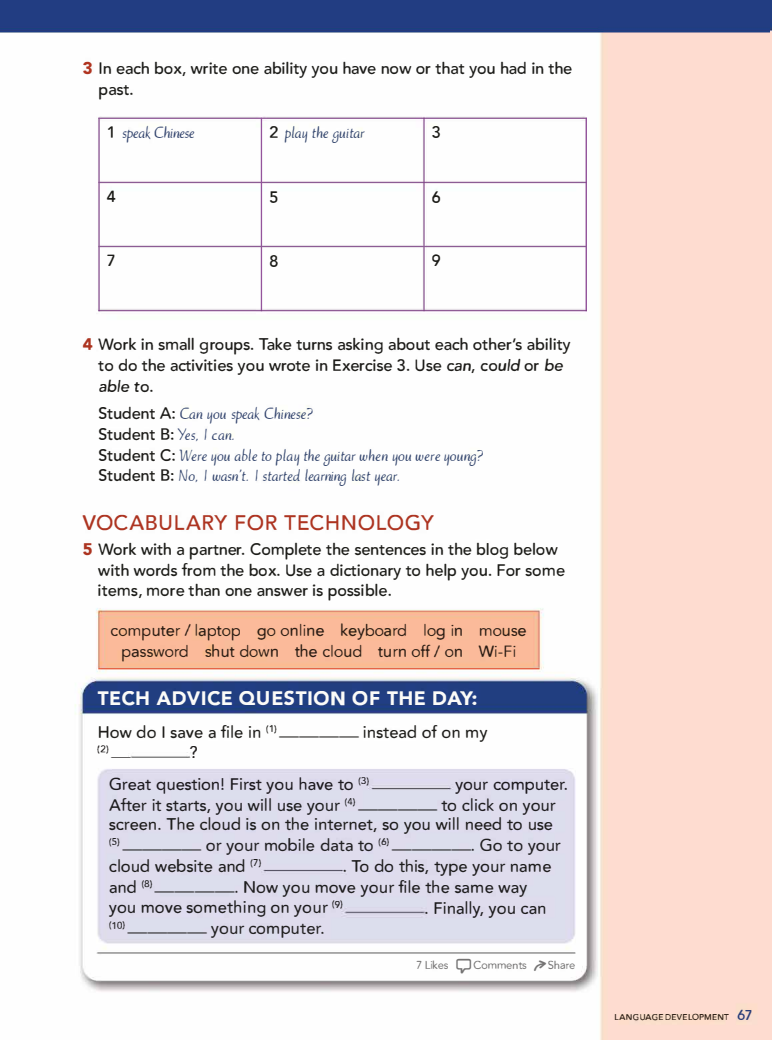 3 In each box, write one ability you have now or that you had in the
past.
1 speak Chinese 2 play the guitar 3
4 5 6
7 8 9
4 Work in small groups. Take turns asking about each other's ability
to do the activities you wrote in Exercise 3. Use can, could or be
able to.
Student A: Can you speak Chinese?
Student B: Yes, I can.
Student C: Were you able to play the guitar when you were young?
Student B: No, I wasn't. I started learning last year.
VOCABULARY FOR TECHNOLOGY
5 Work with a partner. Complete the sentences in the blog below
with words from the box. Use a dictionary to help you. For some
items, more than one answer is possible.
computer / laptop go online keyboard log in mouse
password shut down the cloud turn off / on Wi-Fi
TECH ADVICE QUESTION OF THE DAY:
How do I save a file in (1) ________ instead of on my
(2) ________?
Great question! First you have to (3) ________ your computer.
After it starts, you will use your (4) ________ to click on your
screen. The cloud is on the internet, so you will need to use
(5) ________ or your mobile data to (6) ________. Go to your
cloud website and (7) ________. To do this, type your name
and (8) ________. Now you move your file the same way
you move something on your (9) ________. Finally, you can
(10) ________ your computer.
7 Likes Comments Share
LANGUAGE DEVELOPMENT 67